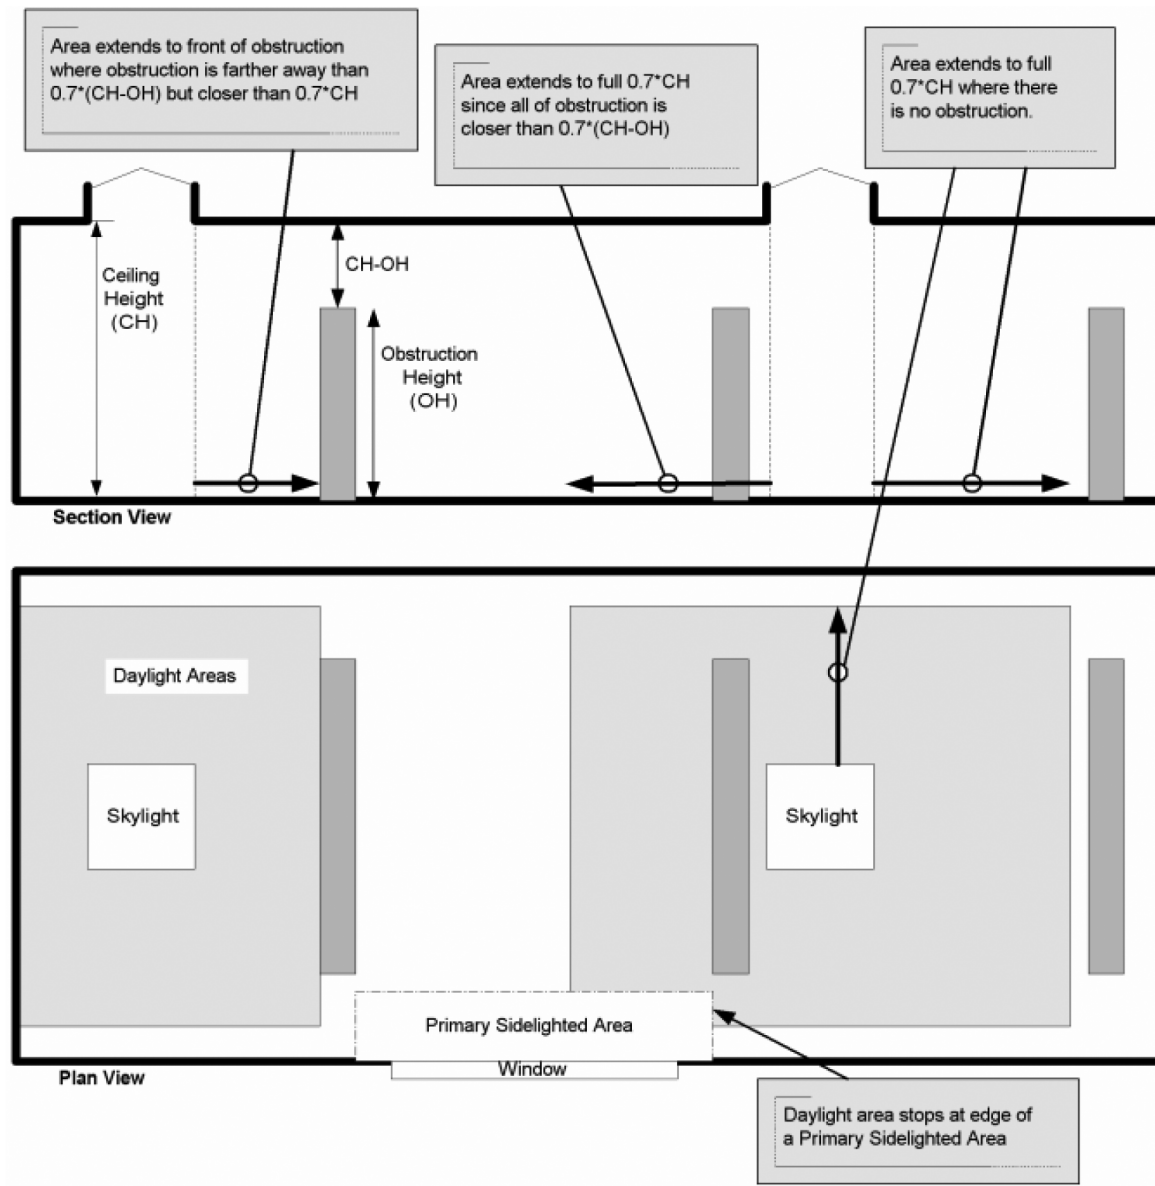 Area extends to front of obstruction
where obstruction is farther away than
0.7*(CH-OH) but closer than 0.7*CH
Area extends to full 0.7*CH
since all of obstruction is
closer than 0.7*(CH-OH)
Area extends to full
0.7*CH where there
is no obstruction.
Ceiling
Height
(CH)
CH-OH
Obstruction
Height
(OH)
Section View
Daylight Areas
Skylight
Skylight
Primary Sidelighted Area
Window
Plan View
Daylight area stops at edge of
a Primary Sidelighted Area